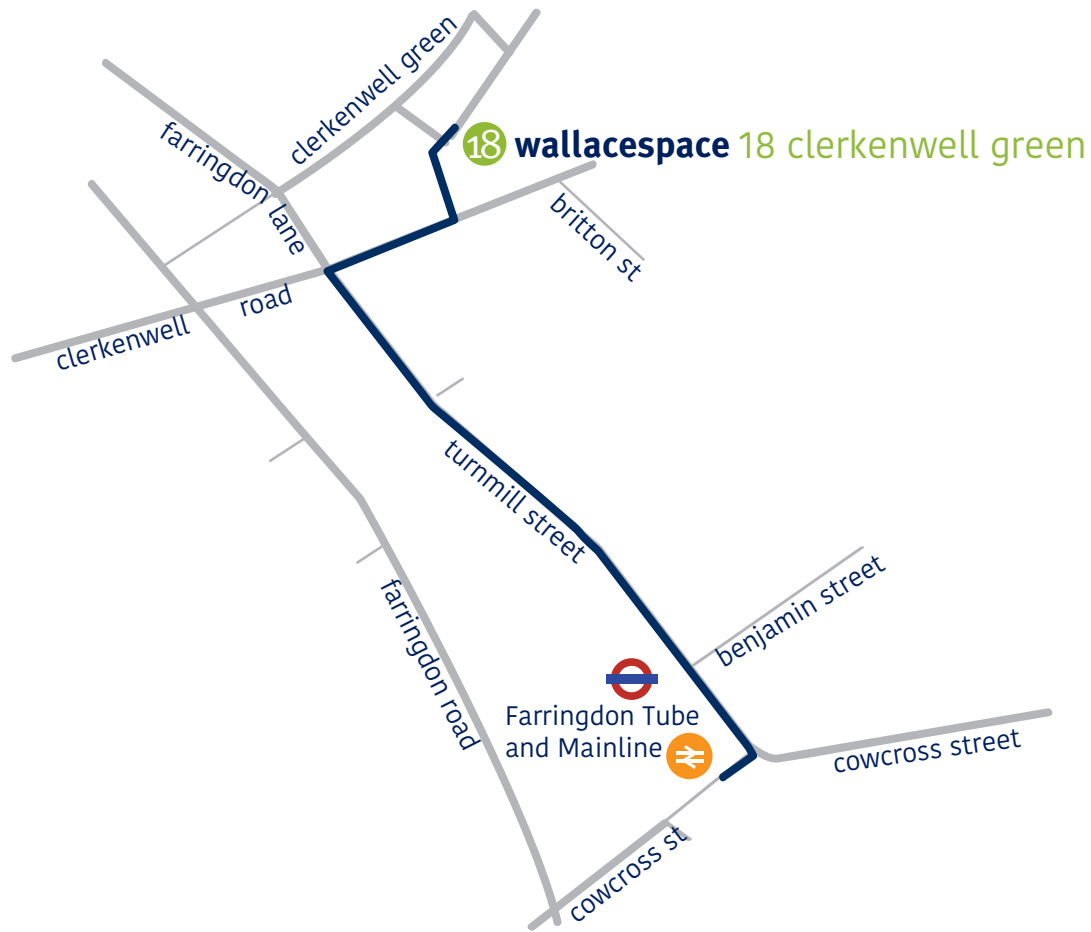 clerkenwell green
farringdon lane
18 wallacespace 18 clerkenwell green
britton st
clerkenwell road
turnmill street
benjamin street
farringdon road
Farringdon Tube
and Mainline
cowcross street
cowcross st